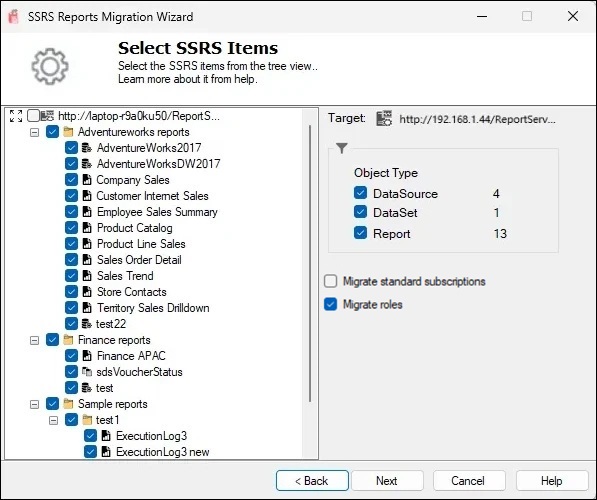 SSRS Reports Migration Wizard
Select SSRS Items
Select the SSRS items from the tree view..
Learn more about it from help.
http://laptop-r9a0ku50/ReportS...
Adventureworks reports
AdventureWorks2017
AdventureWorksDW2017
Company Sales
Customer Internet Sales
Employee Sales Summary
Product Catalog
Product Line Sales
Sales Order Detail
Sales Trend
Store Contacts
Territory Sales Drilldown
test22
Finance reports
Finance APAC
sdsVoucherStatus
test
Sample reports
test1
ExecutionLog3
ExecutionLog3 new
Target: http://192.168.1.44/ReportServ...
Object Type
DataSource 4
DataSet 1
Report 13
Migrate standard subscriptions
Migrate roles
< Back Next Cancel Help